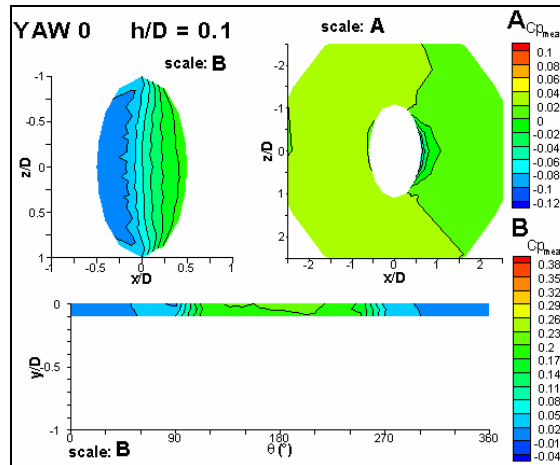 YAW 0 h/D = 0.1
scale: B
z/D
-1
-0.5
0
0.5
1
-1 -0.5 0 0.5 1
x/D
scale: A
z/D
-2
-1
0
1
2
-2 -1 0 1 2
x/D
A Cp mea
0.1
0.08
0.06
0.04
0.02
0
-0.02
-0.04
-0.06
-0.08
-0.1
-0.12
B
Cp mea
0.38
0.35
0.32
0.29
0.26
0.23
0.2
0.17
0.14
0.11
0.08
0.05
0.02
-0.01
-0.04
y/D
0
-0.5
-1
0 90 180 270 360
scale: B
θ (°)